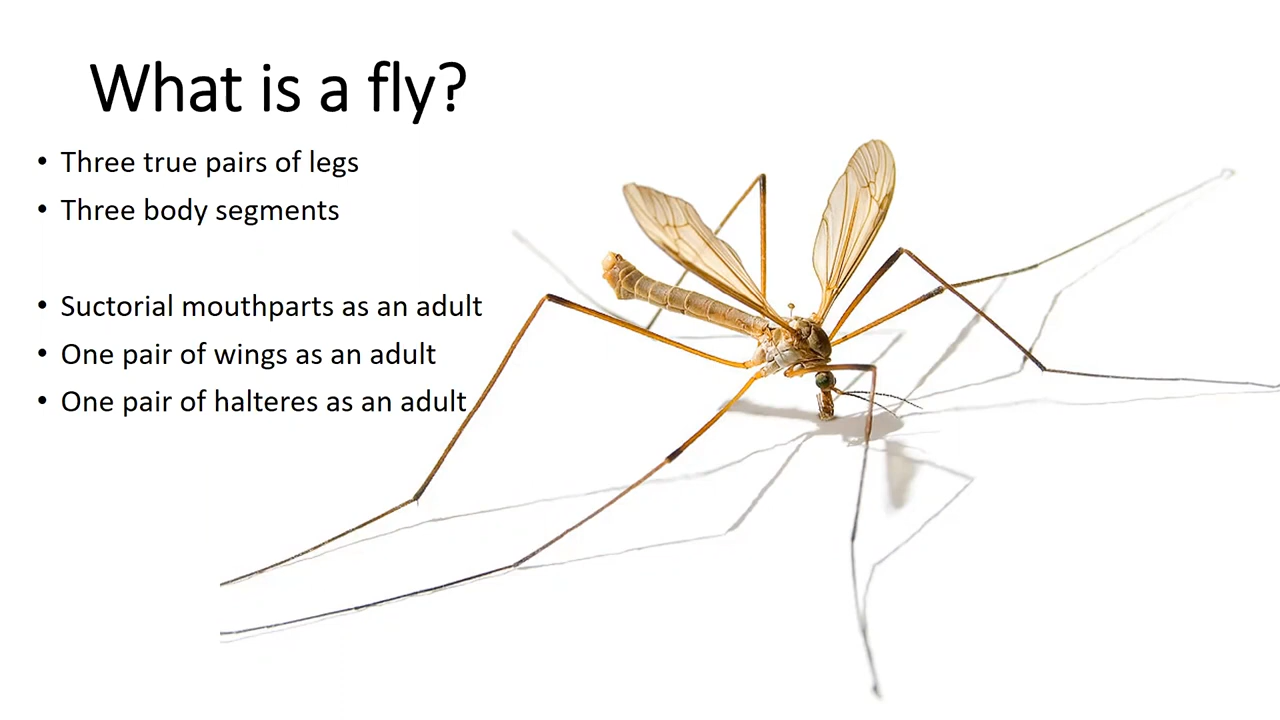 What is a fly?
• Three true pairs of legs
• Three body segments
• Suctorial mouthparts as an adult
• One pair of wings as an adult
• One pair of halteres as an adult